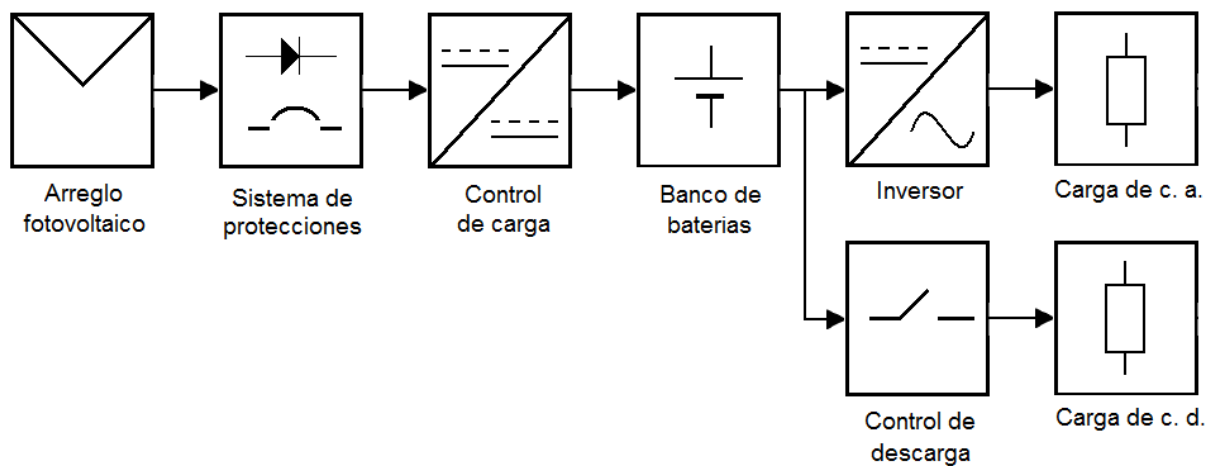 Arreglo
fotovoltaico
Sistema de
protecciones
Control
de carga
Banco de
baterias
Inversor
Carga de c. a.
Control de
descarga
Carga de c. d.